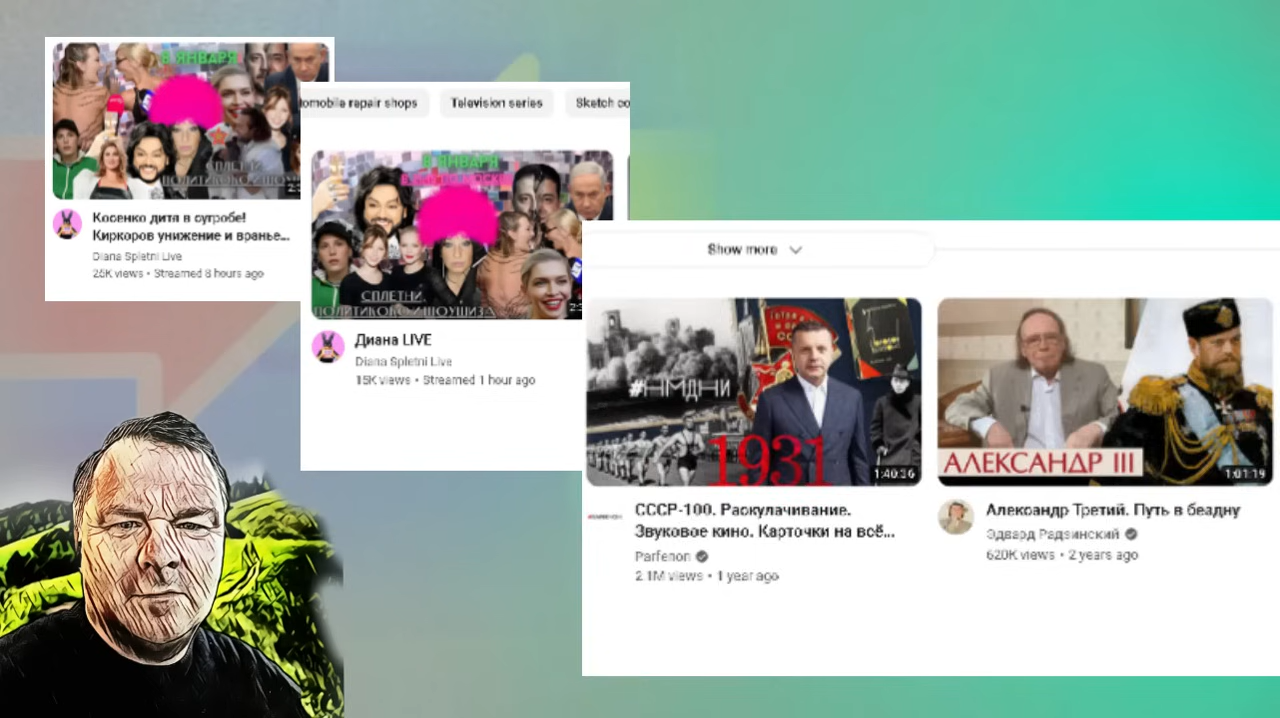 8 ЯНВАРЯ
СПЛЕТНИ,
ПОЛИТИКО
Косенко дитя в сугробе!
Киркоров унижение и вранье...
Diana Spletni Live
25K views • Streamed 8 hours ago
tomobile repair shops
Television series
Sketch co
8 ЯНВАРЯ
СПЛЕТНИ,
ПОЛИТИКО
ШОУШИЗА
Диана LIVE
Diana Spletni Live
15K views • Streamed 1 hour ago
Show more
#НМДНИ
1931
1:40:36
СССР-100. Раскулачивание.
Звуковое кино. Карточки на всё...
Parfenon
2.1M views • 1 year ago
АЛЕКСАНДР III
1:01:19
Александр Третий. Путь в бездну
Эдвард Радзинский
620K views • 2 years ago